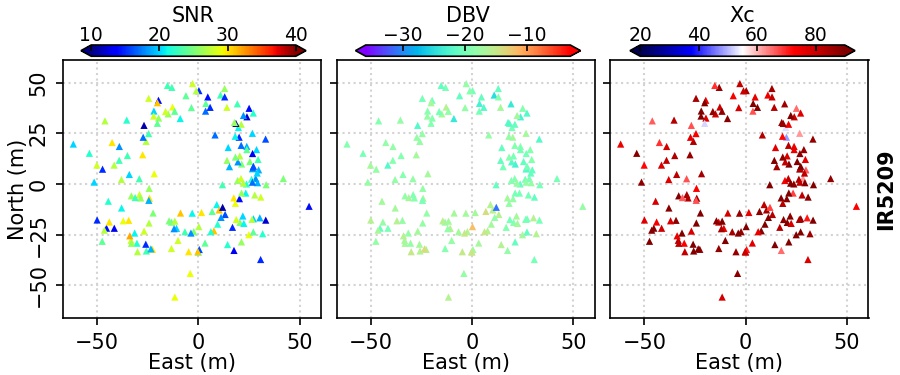 SNR DBV Xc
10 20 30 40 −30 −20 −10 20 40 60 80
50
25
0
−25
−50
North (m)
−50 0 50 −50 0 50 −50 0 50
East (m) East (m) East (m)
IR5209